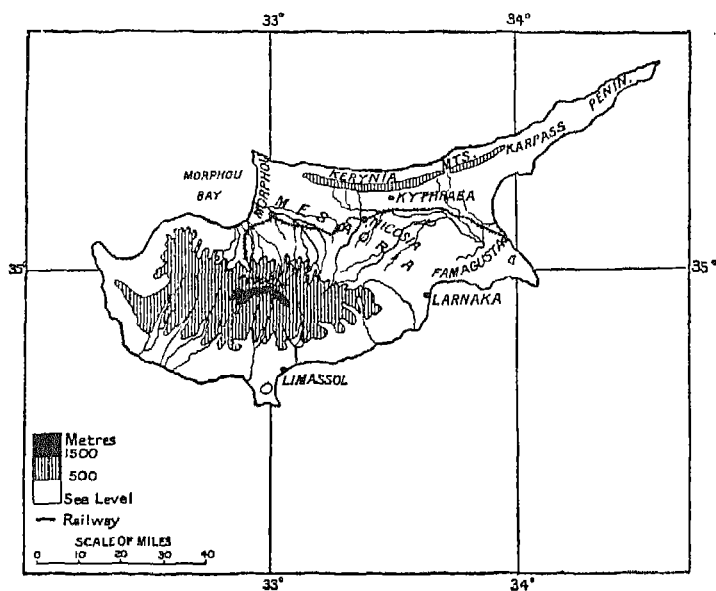 33°
34°
PENIN.
KARPASS
MTS.
KERYNIA
MORPHOU
BAY
MORPHOU
KYTHRAEA
MESAORIA
NICOSIA
FAMAGUSTA
35°
35°
LARNAKA
LIMASSOL
Metres
1500
500
Sea Level
Railway
SCALE OF MILES
0 10 20 30 40
33°
34°